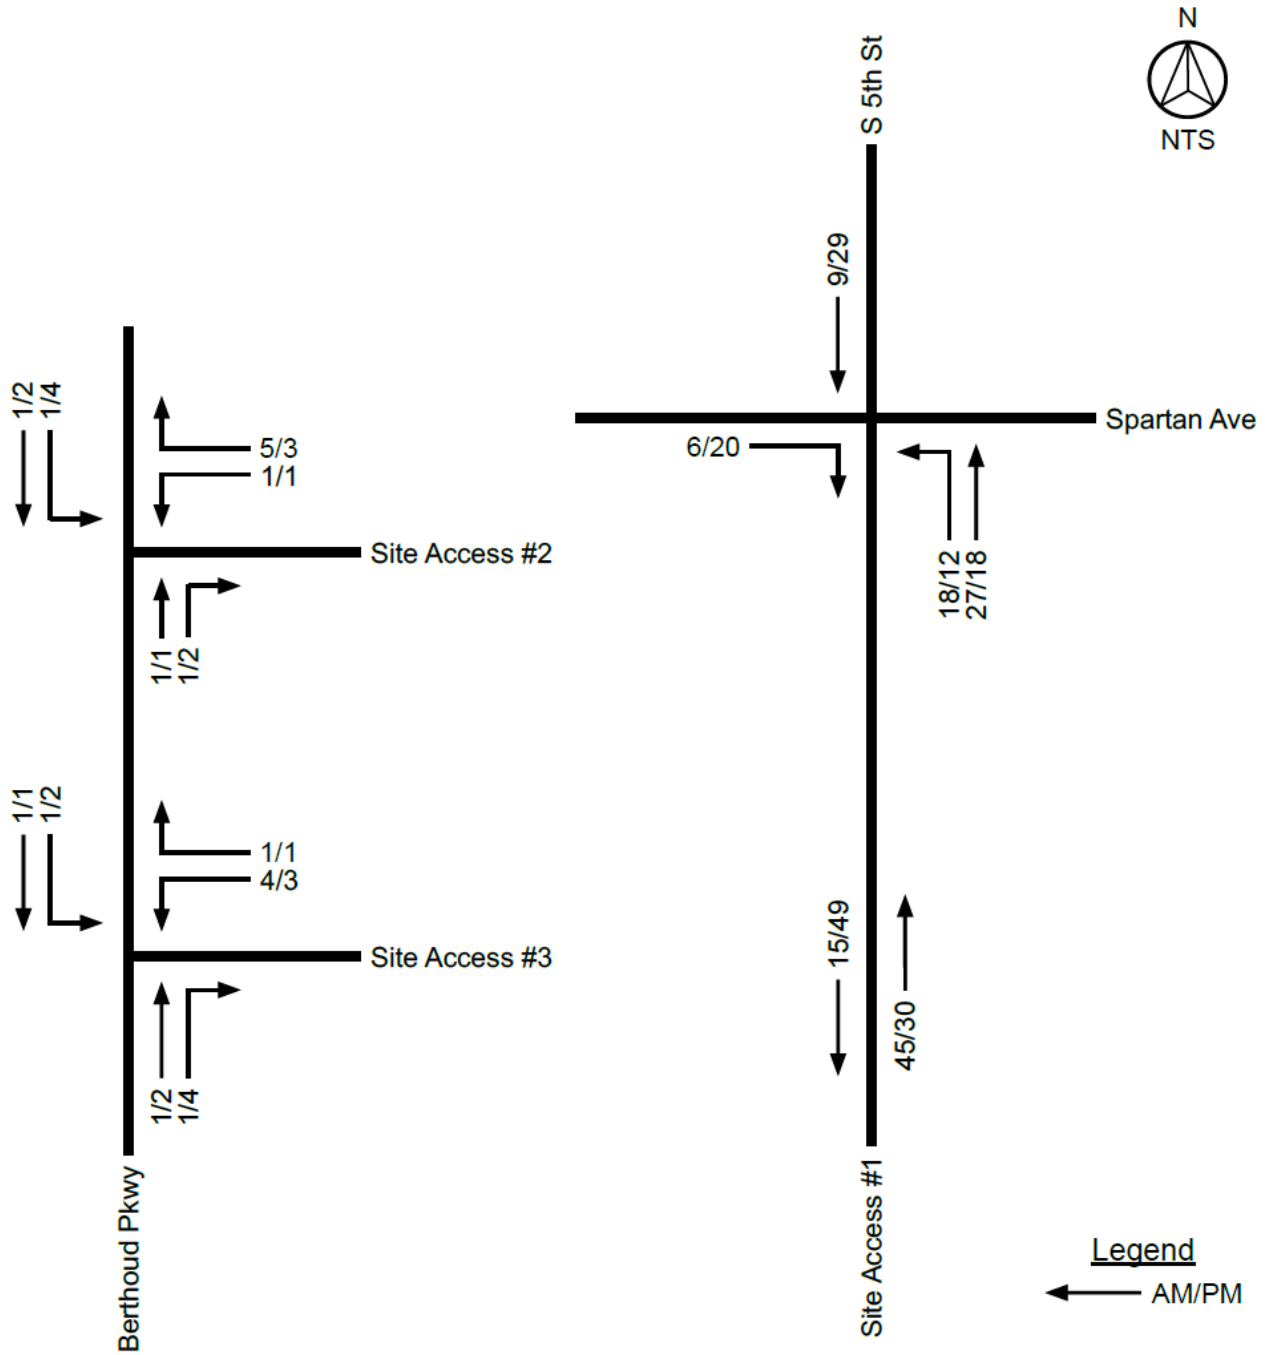 N
NTS
S 5th St
9/29
Spartan Ave
6/20
18/12
27/18
1/2
1/4
5/3
1/1
Site Access #2
1/1
1/2
1/1
1/2
1/1
4/3
Site Access #3
1/2
1/4
15/49
45/30
Berthoud Pkwy
Site Access #1
Legend
AM/PM